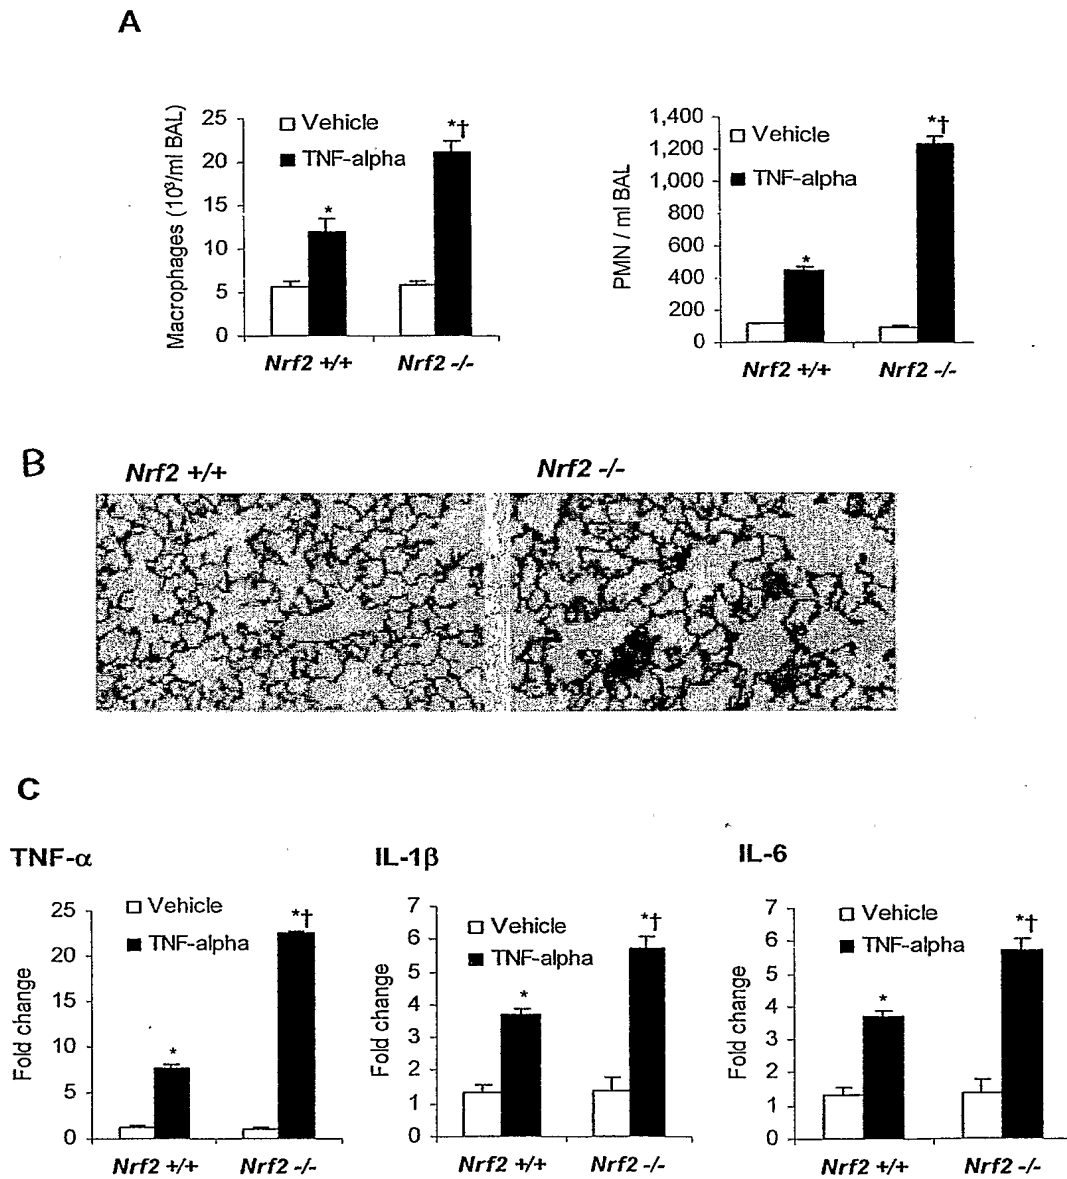 A
Macrophages (10³/ml BAL)
25
20
15
10
5
0
Vehicle
TNF-alpha
*
*†
Nrf2 +/+
Nrf2 -/-
PMN / ml BAL
1,400
1,200
1,000
800
600
400
200
0
Vehicle
TNF-alpha
*
*†
Nrf2 +/+
Nrf2 -/-
B
Nrf2 +/+
Nrf2 -/-
C
TNF-α
Fold change
25
20
15
10
5
0
Vehicle
TNF-alpha
*
*†
Nrf2 +/+
Nrf2 -/-
IL-1β
Fold change
7
6
5
4
3
2
1
0
Vehicle
TNF-alpha
*
*†
Nrf2 +/+
Nrf2 -/-
IL-6
Fold change
7
6
5
4
3
2
1
0
Vehicle
TNF-alpha
*
*†
Nrf2 +/+
Nrf2 -/-